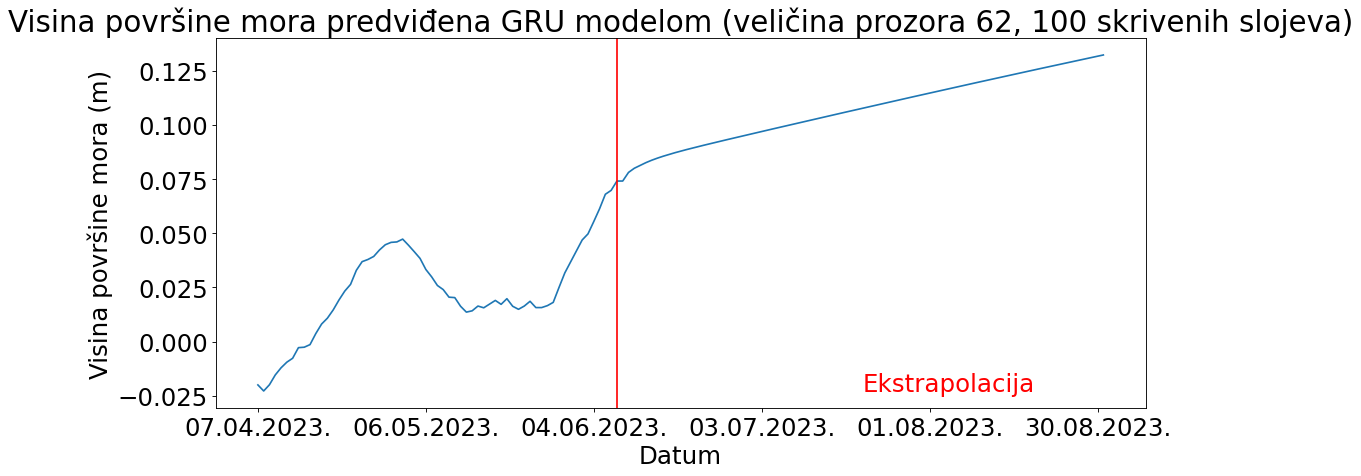 Visina površine mora predviđena GRU modelom (veličina prozora 62, 100 skrivenih slojeva)
Visina površine mora (m)
0.125
0.100
0.075
0.050
0.025
0.000
−0.025
Ekstrapolacija
07.04.2023. 06.05.2023. 04.06.2023. 03.07.2023. 01.08.2023. 30.08.2023.
Datum